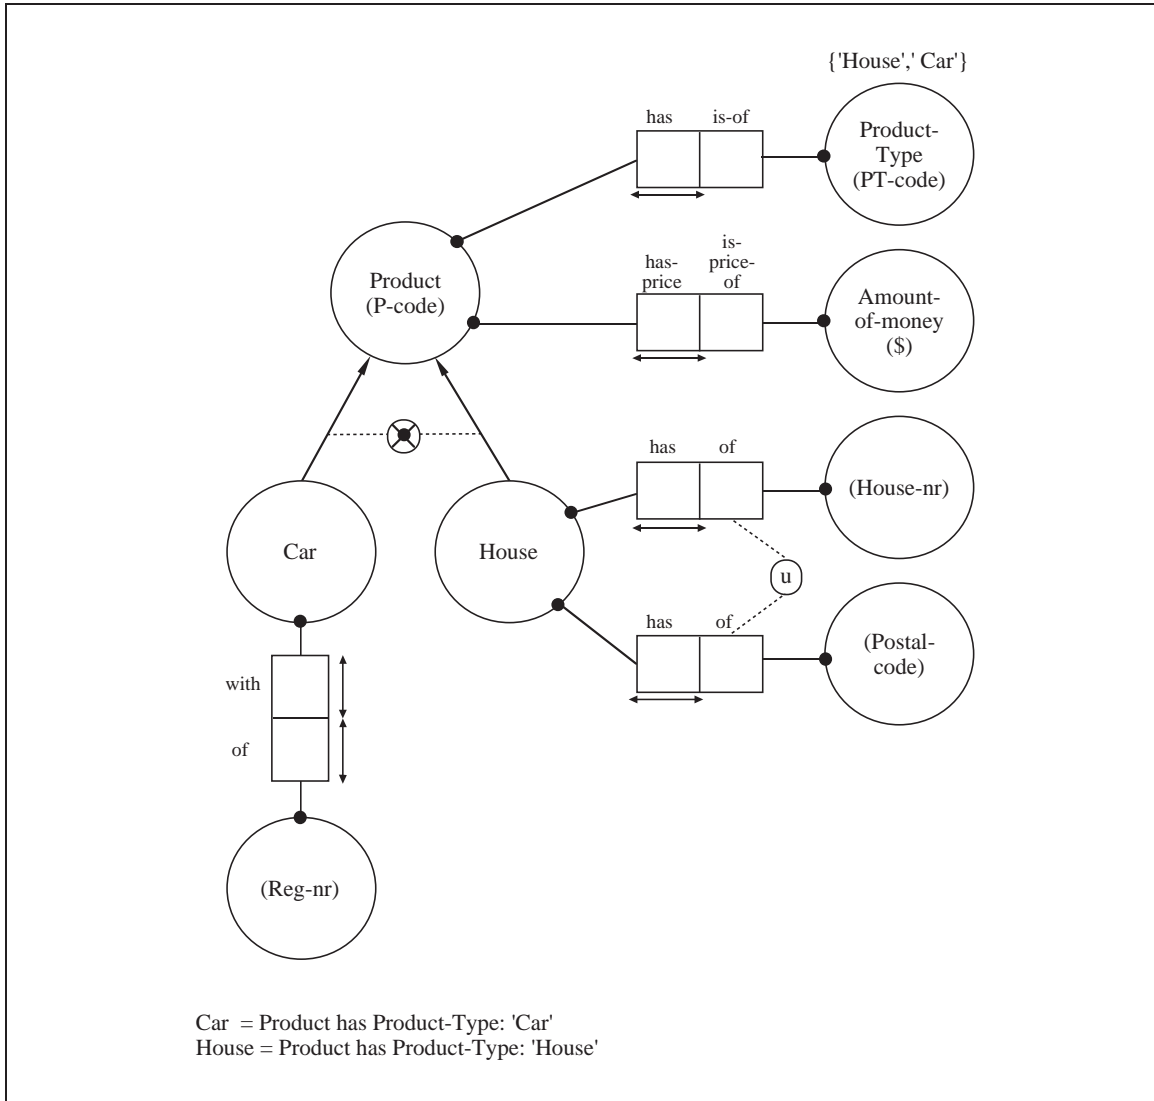 {'House',' Car'}
has is-of
Product-
Type
(PT-code)
Product
(P-code)
has-
price
is-
price-
of
Amount-
of-money
($)
has of
(House-nr)
Car
House
u
has of
(Postal-
code)
with
of
(Reg-nr)
Car = Product has Product-Type: 'Car'
House = Product has Product-Type: 'House'